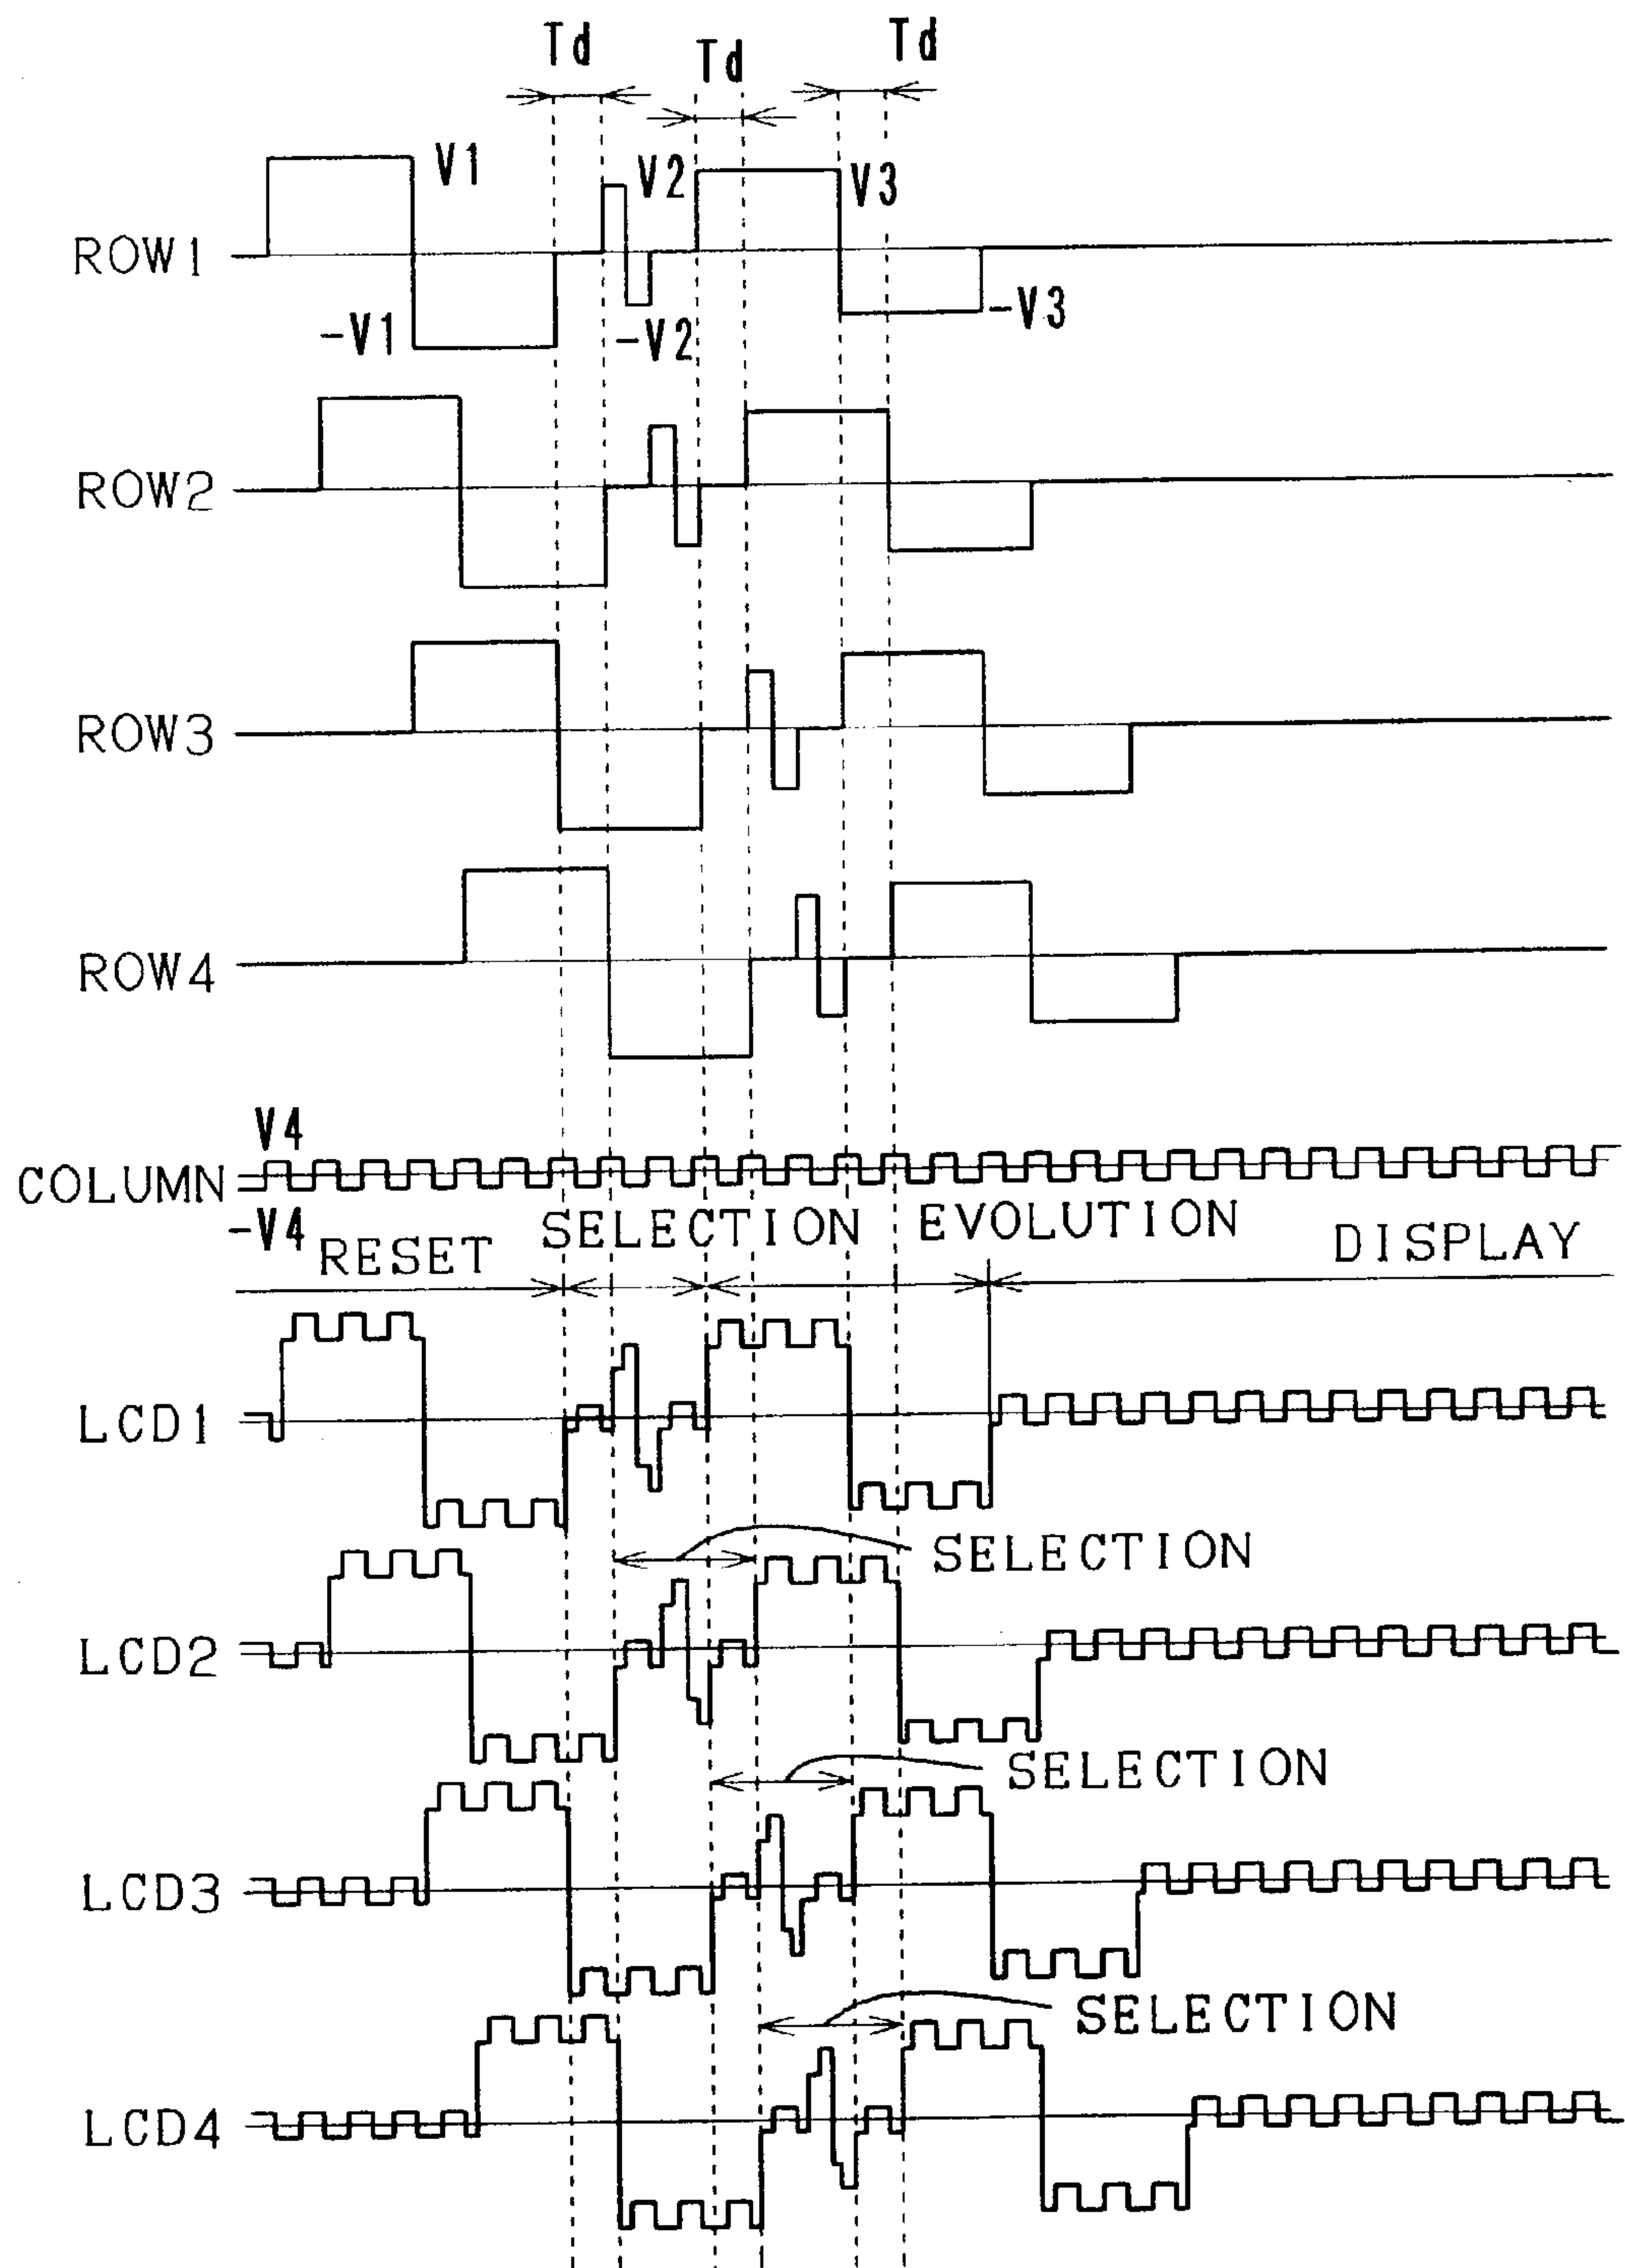 Td Td Td
V1 V2 V3
ROW1
-V1 -V2 -V3
ROW2
ROW3
ROW4
V4
COLUMN
-V4
RESET SELECTION EVOLUTION DISPLAY
LCD1
SELECTION
LCD2
SELECTION
LCD3
SELECTION
LCD4